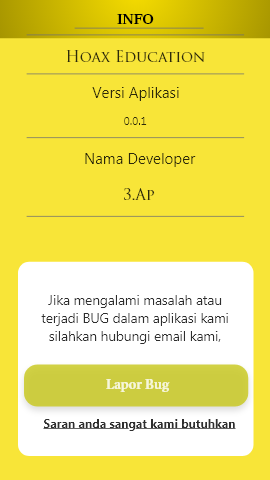 INFO
Hoax Education
Versi Aplikasi
0.0.1
Nama Developer
3.Ap
Jika mengalami masalah atau
terjadi BUG dalam aplikasi kami
silahkan hubungi email kami,
Lapor Bug
Saran anda sangat kami butuhkan